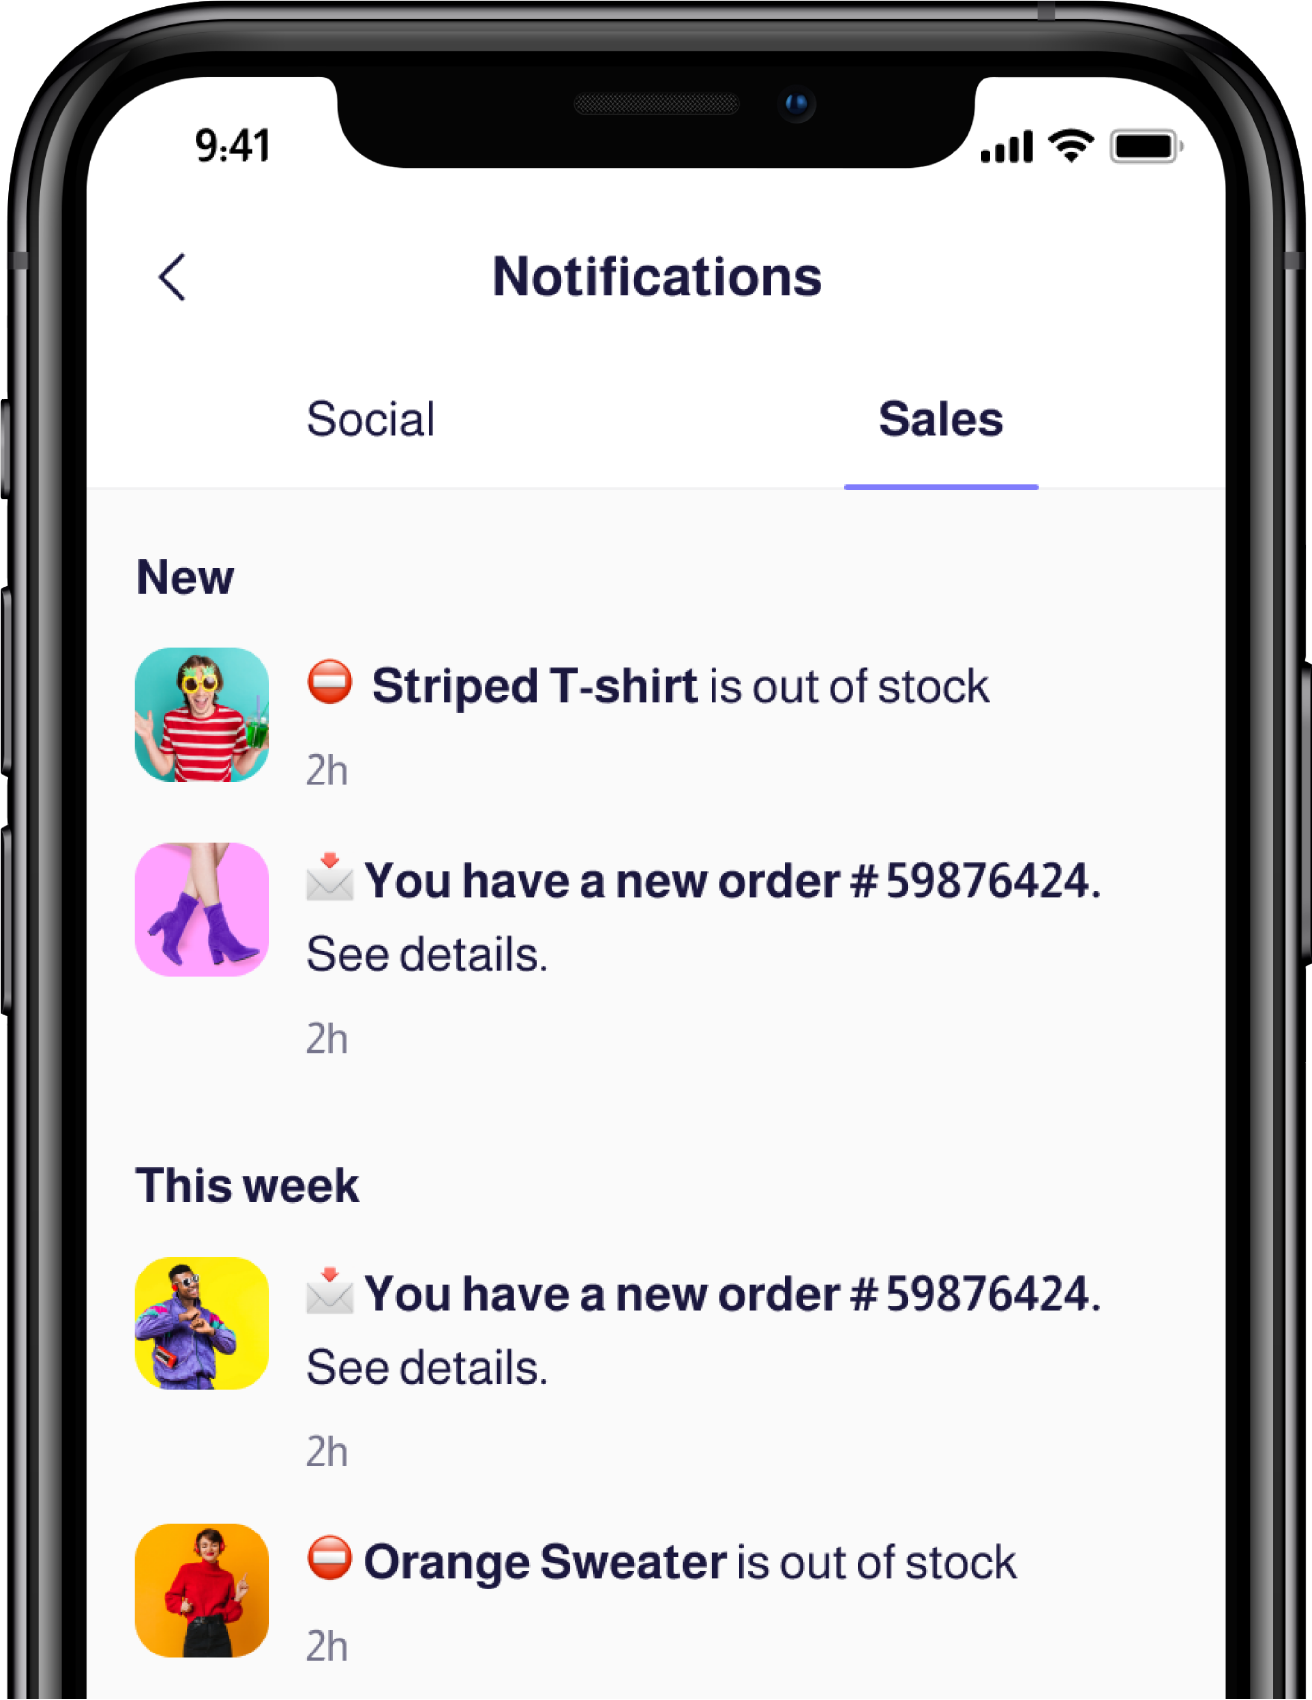 9:41
Notifications
Social
Sales
New
⛔ Striped T-shirt is out of stock
2h
📩 You have a new order #59876424.
See details.
2h
This week
📩 You have a new order #59876424.
See details.
2h
⛔ Orange Sweater is out of stock
2h